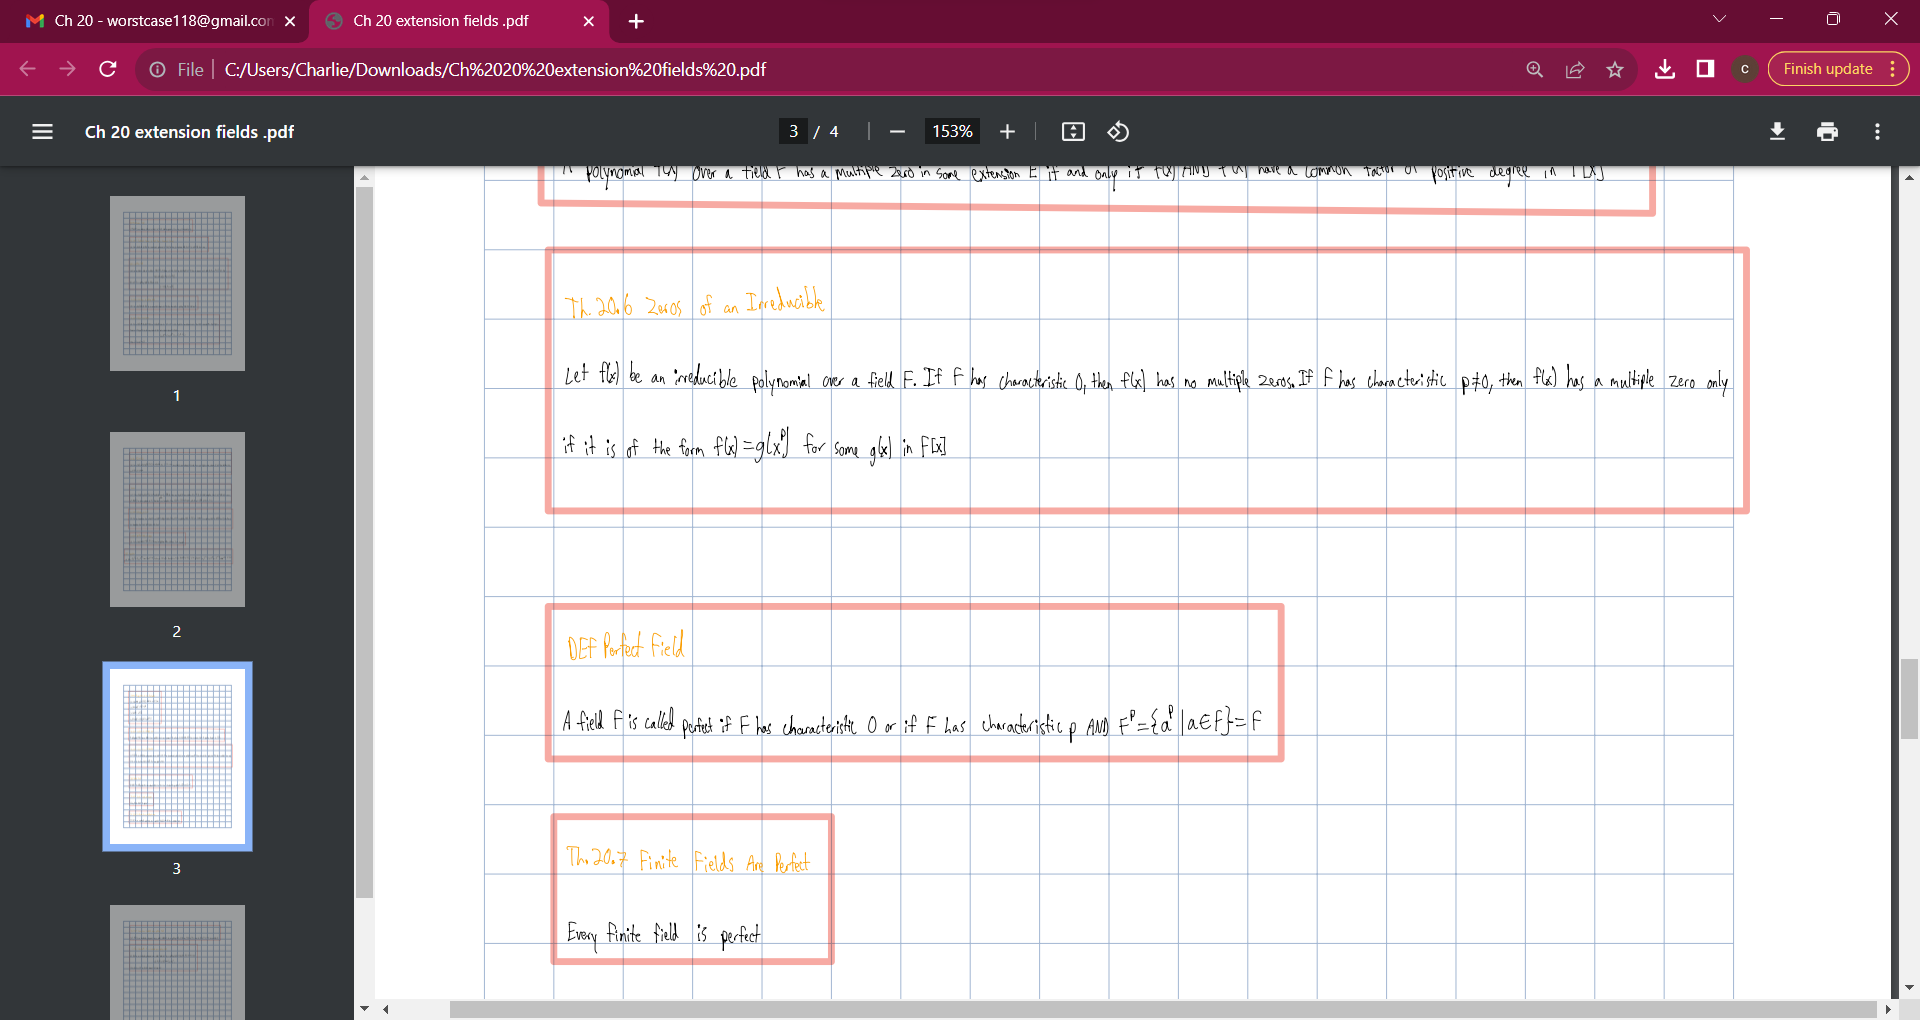 Ch 20 - worstcase118@gmail.con
Ch 20 extension fields .pdf
File
C:/Users/Charlie/Downloads/Ch%2020%20extension%20fields%20.pdf
C
Finish update
Ch 20 extension fields .pdf
3 / 4
153%
1
2
3
A polynomial f(x) over a field F has a multiple zero in some extension E if and only if f(x) AND f'(x) have a common factor of positive degree in F[x]
Th. 20.6 Zeros of an Irreducible
Let f(x) be an irreducible polynomial over a field F. If F has characteristic 0, then f(x) has no multiple zeros. If F has characteristic p≠0, then f(x) has a multiple zero only
if it is of the form f(x)=g(x^p) for some g(x) in F[x]
DEF Perfect Field
A field F is called perfect if F has characteristic 0 or if F has characteristic p AND F^p={a^p |a∈F}=F
Th. 20.7 Finite Fields Are Perfect
Every finite field is perfect